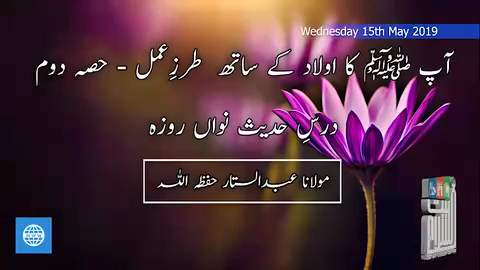 Wednesday 15th May 2019
آپ ﷺ کا اولاد کے ساتھ طرزِ عمل - حصہ دوم
درسِ حدیث نواں روزہ
مولانا عبدالستار حفظہ اللہ
WWW